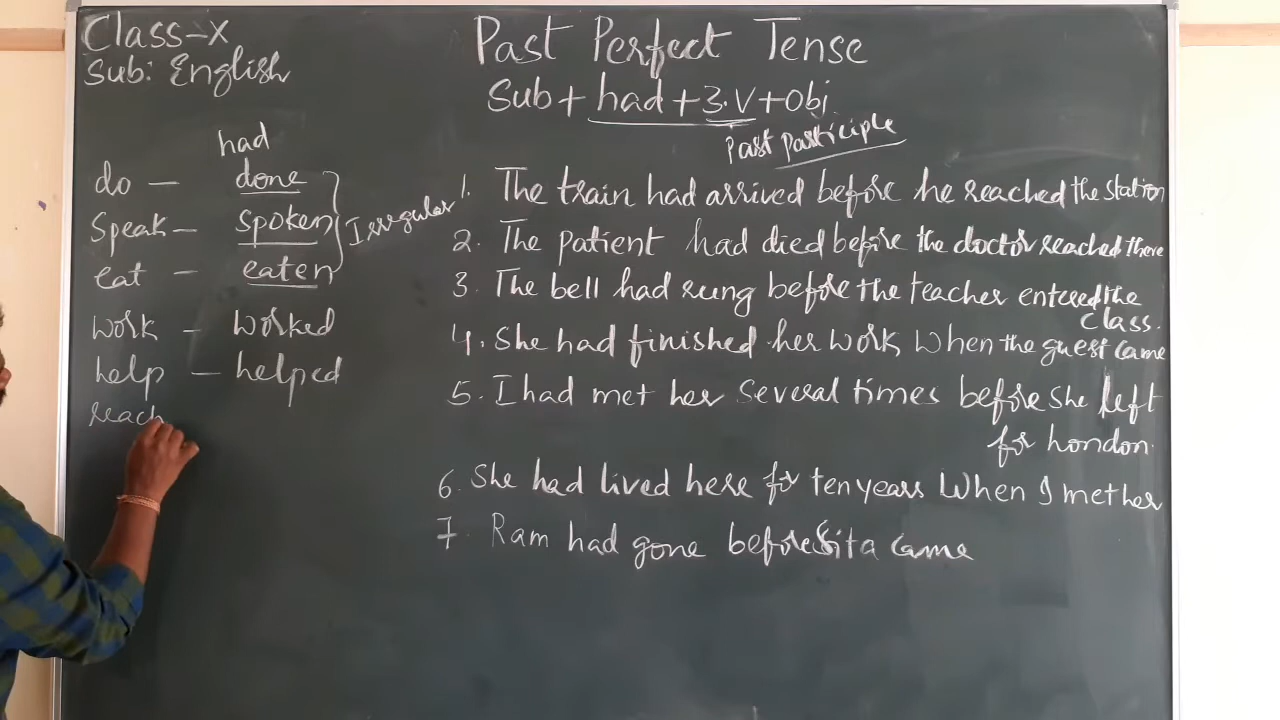 Class-X
Sub: English
Past Perfect Tense
Sub + had + 3.V + Obj
Past Participle
had
do - done
Speak - spoken
eat - eaten
Irregular
work - worked
help - helped
reach
1. The train had arrived before he reached the station
2. The patient had died before the doctor reached there
3. The bell had rung before the teacher entered the
class.
4. She had finished her work when the guest came
5. I had met her several times before she left
for London.
6. She had lived here for ten years when I met her
7. Ram had gone before Sita came